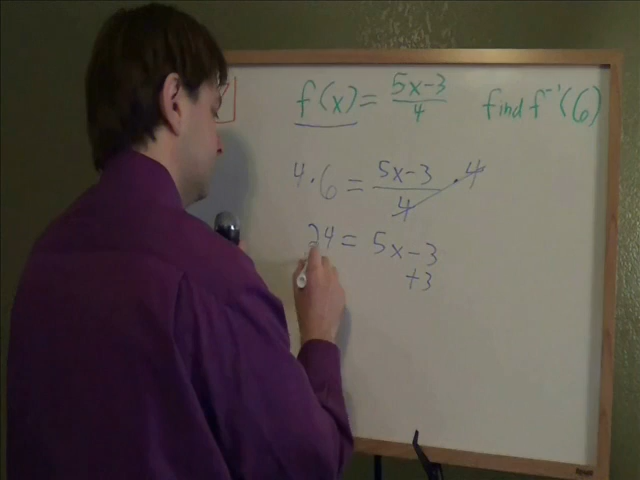 f(x) = 5x-3/4 find f⁻¹(6)
4 · 6 = 5x-3/4 · 4
24 = 5x-3
+3